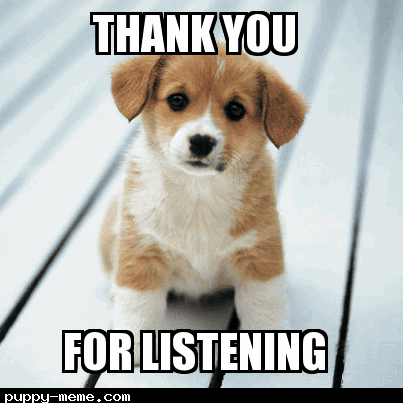 THANK YOU
FOR LISTENING
puppy-meme.com